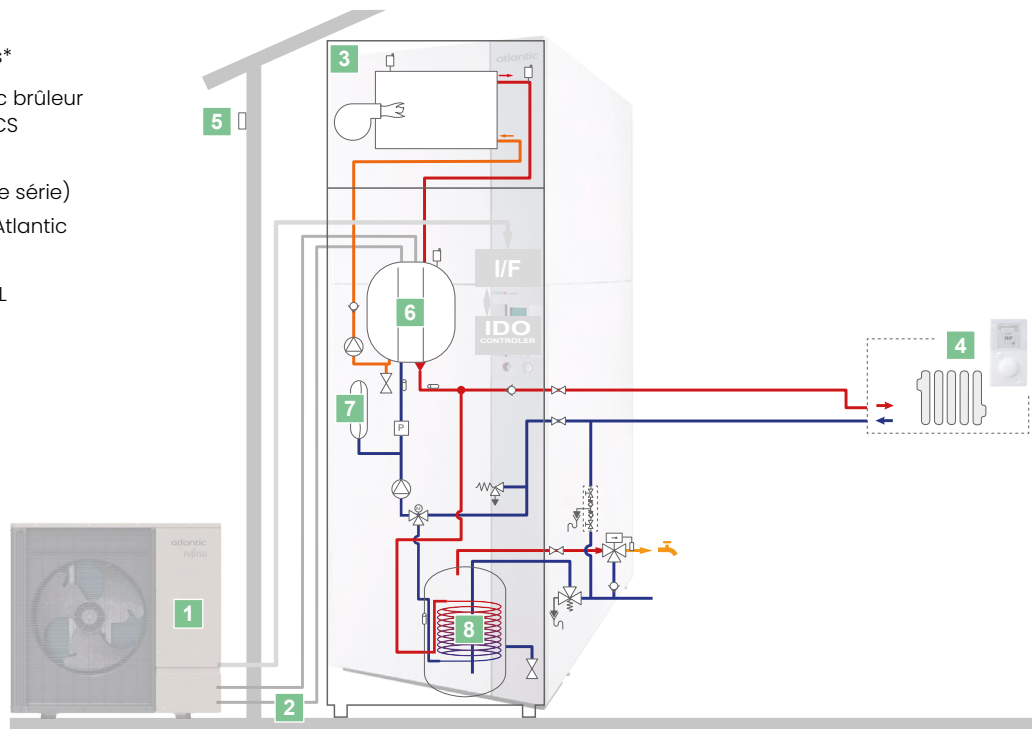 s*
c brûleur
CS
e série)
Atlantic
L
3
atlantic
5
I/F
6
IDO
CONTROLER
4
7
P
M
atlantic
FUJITSU
1
8
2